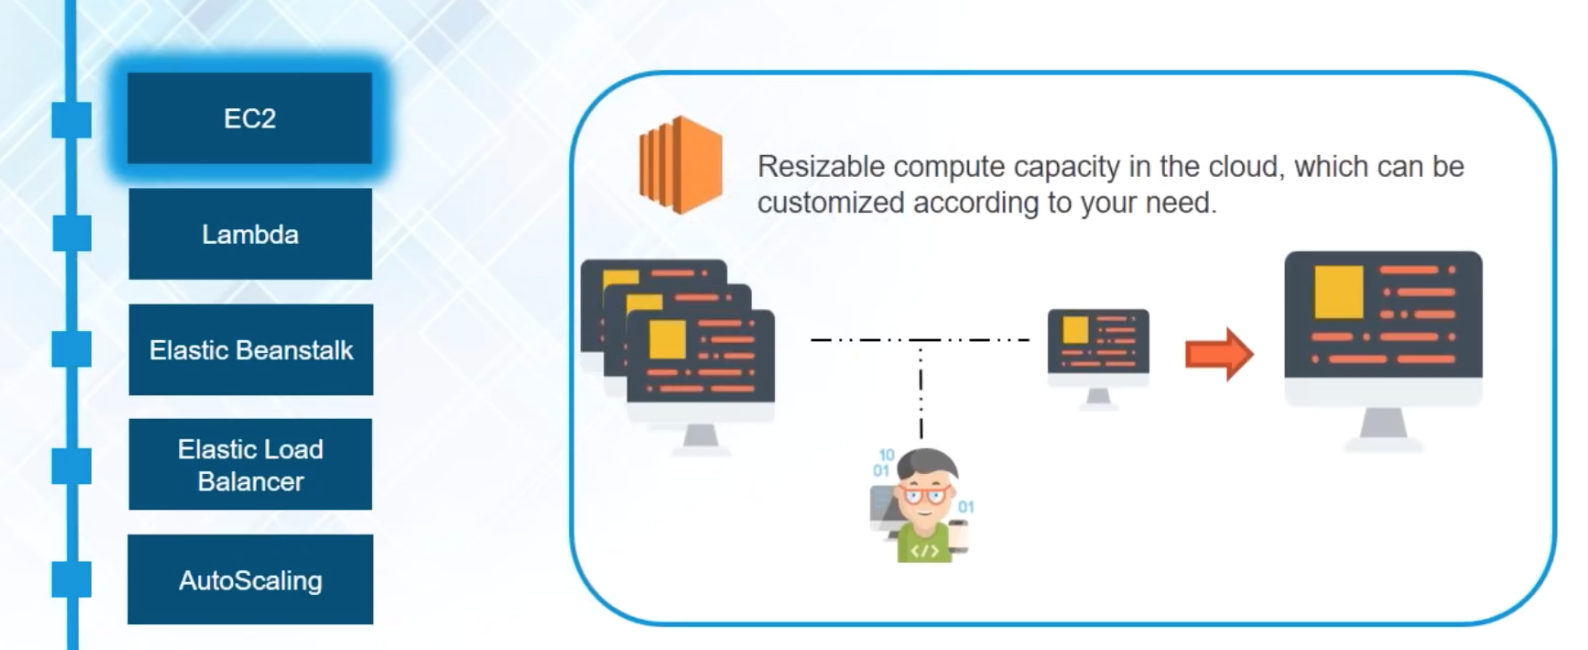 EC2
Lambda
Elastic Beanstalk
Elastic Load
Balancer
AutoScaling
Resizable compute capacity in the cloud, which can be
customized according to your need.
10
01
01
</>